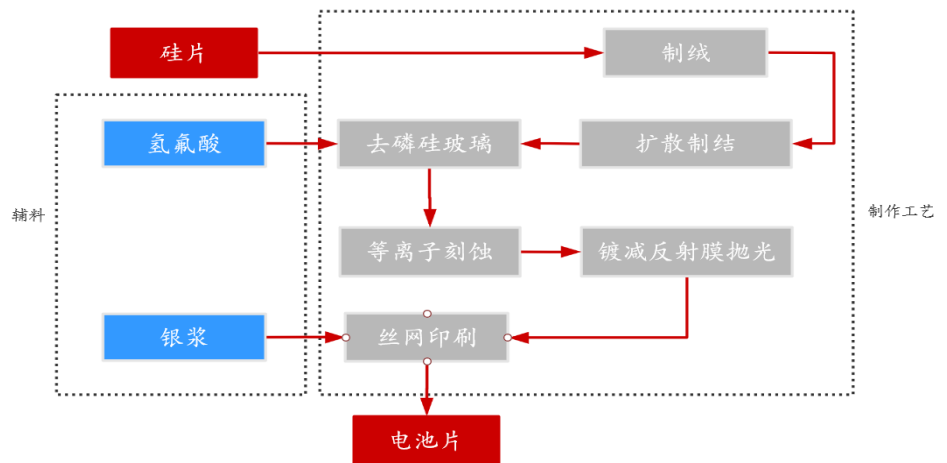 硅片
制绒
氢氟酸
去磷硅玻璃
扩散制结
辅料
制作工艺
等离子刻蚀
镀减反射膜抛光
银浆
丝网印刷
电池片